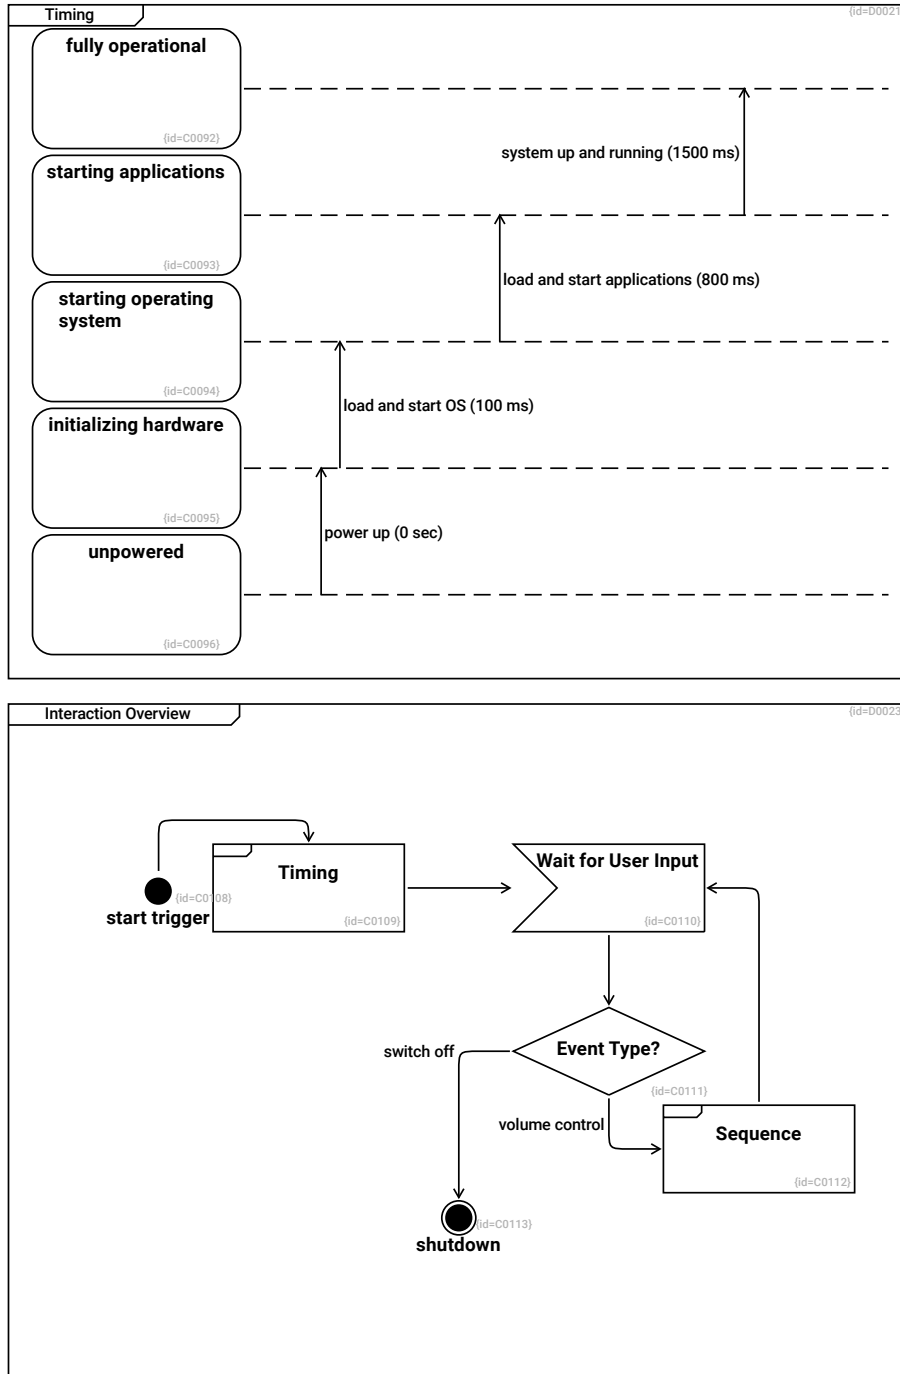 Timing
{id=D0021
fully operational
{id=C0092}
system up and running (1500 ms)
starting applications
{id=C0093}
load and start applications (800 ms)
starting operating
system
{id=C0094}
load and start OS (100 ms)
initializing hardware
{id=C0095}
power up (0 sec)
unpowered
{id=C0096}
Interaction Overview
{id=D0023
Timing
Wait for User Input
{id=C0108}
start trigger
{id=C0109}
{id=C0110}
Event Type?
switch off
{id=C0111}
volume control
Sequence
{id=C0112}
{id=C0113}
shutdown